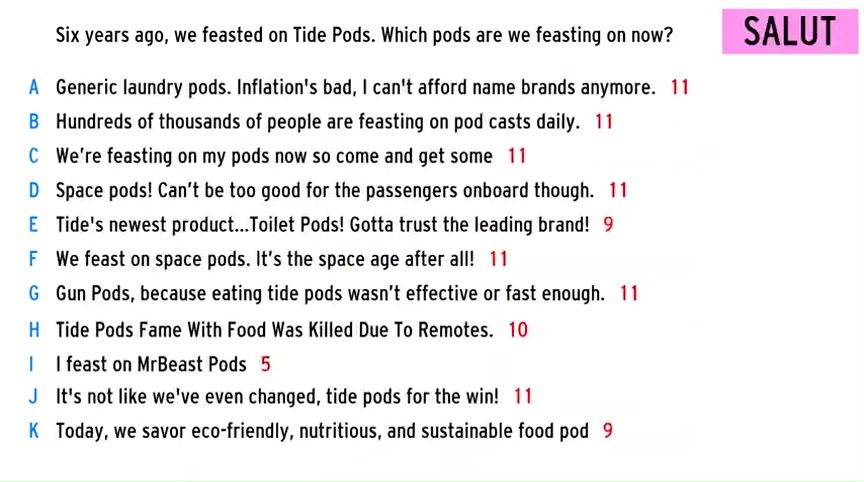 Six years ago, we feasted on Tide Pods. Which pods are we feasting on now?
SALUT
A Generic laundry pods. Inflation's bad, I can't afford name brands anymore. 11
B Hundreds of thousands of people are feasting on pod casts daily. 11
C We’re feasting on my pods now so come and get some 11
D Space pods! Can’t be too good for the passengers onboard though. 11
E Tide's newest product...Toilet Pods! Gotta trust the leading brand! 9
F We feast on space pods. It’s the space age after all! 11
G Gun Pods, because eating tide pods wasn’t effective or fast enough. 11
H Tide Pods Fame With Food Was Killed Due To Remotes. 10
I I feast on MrBeast Pods 5
J It's not like we've even changed, tide pods for the win! 11
K Today, we savor eco-friendly, nutritious, and sustainable food pod 9